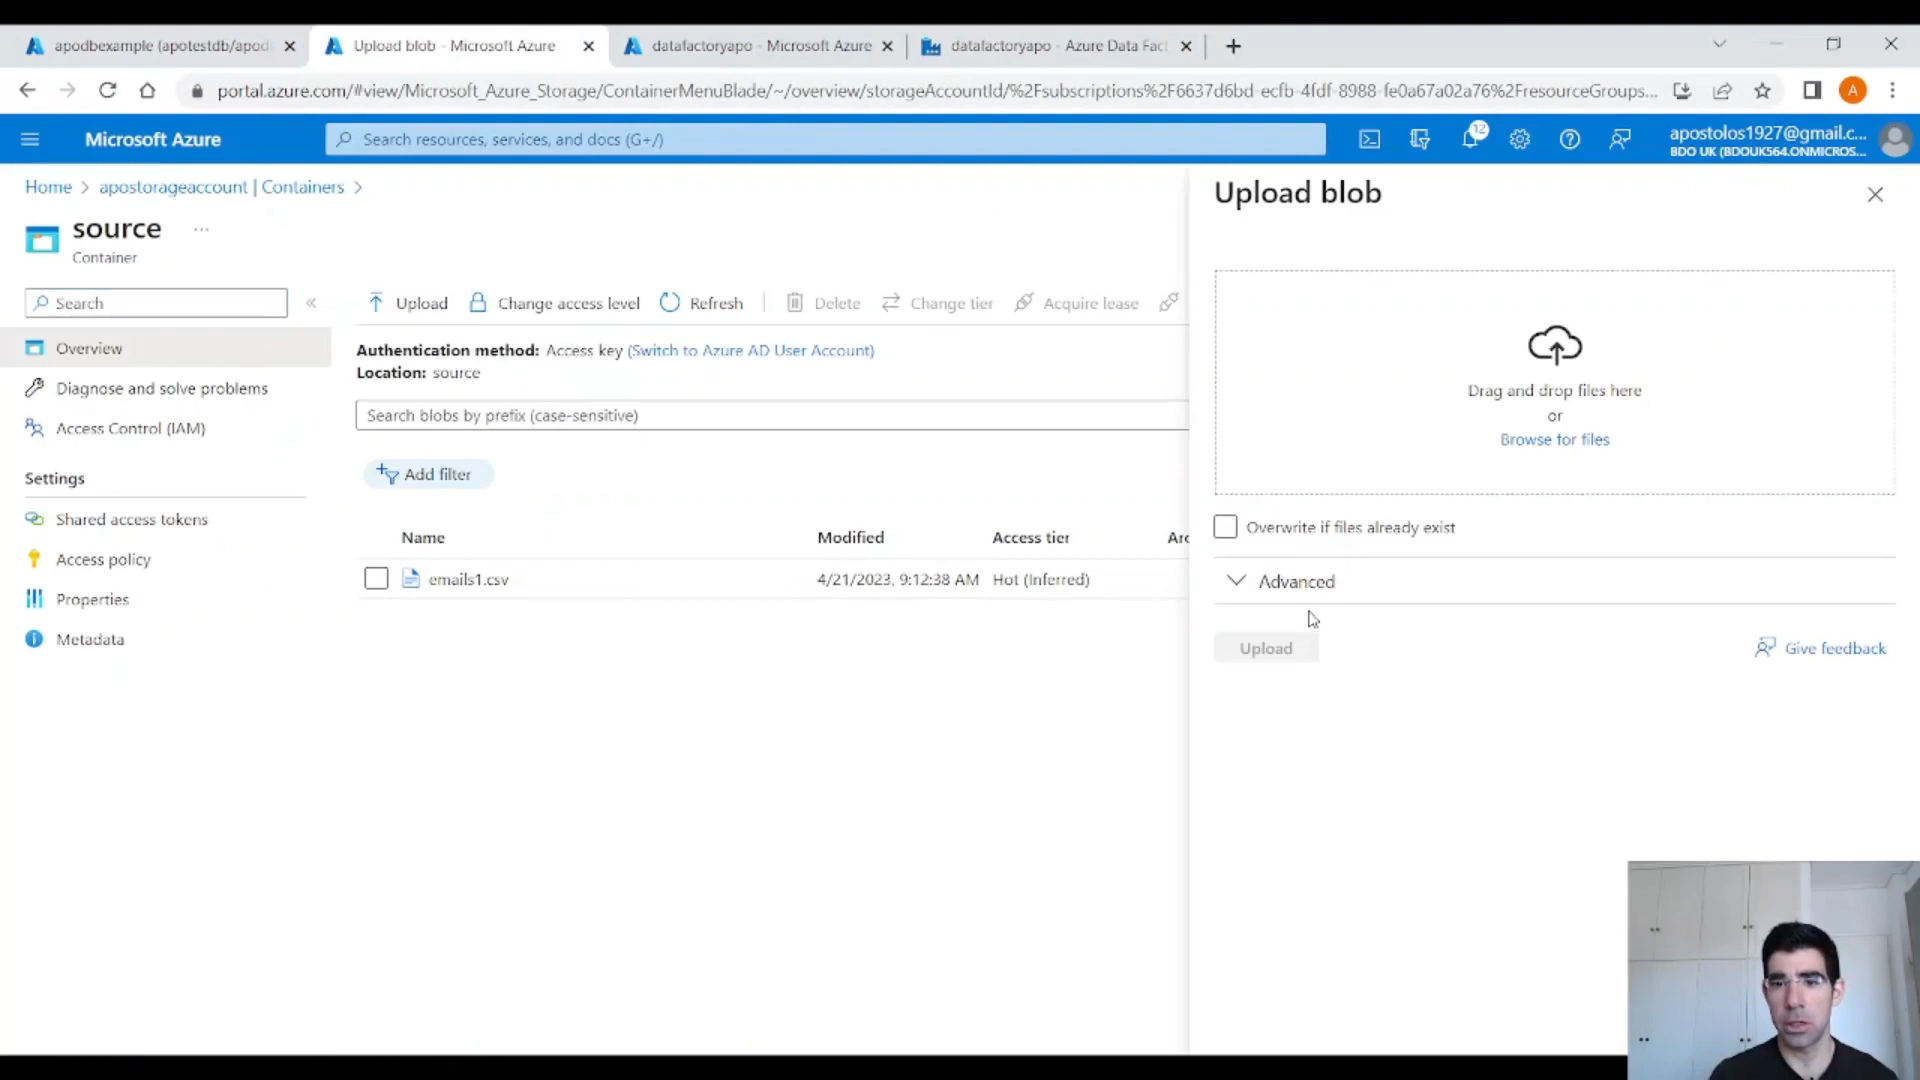 apodbexample (apotestdb/apod
Upload blob - Microsoft Azure
datafactoryapo - Microsoft Azure
datafactoryapo - Azure Data Fact
portal.azure.com/#view/Microsoft_Azure_Storage/ContainerMenuBlade/~/overview/storageAccountId/%2Fsubscriptions%2F6637d6bd-ecfb-4fdf-8988-fe0a67a02a76%2FresourceGroups...
A
Microsoft Azure
Search resources, services, and docs (G+/)
12
apostolos1927@gmail.c...
BDO UK (BDOUK564.ONMICROS...
Home > apostorageaccount | Containers >
source
...
Container
Search
«
Overview
Diagnose and solve problems
Access Control (IAM)
Settings
Shared access tokens
Access policy
Properties
Metadata
Upload
Change access level
Refresh
Delete
Change tier
Acquire lease
Authentication method: Access key (Switch to Azure AD User Account)
Location: source
Search blobs by prefix (case-sensitive)
Add filter
Name Modified Access tier Arc
emails1.csv 4/21/2023, 9:12:38 AM Hot (Inferred)
Upload blob
Drag and drop files here
or
Browse for files
Overwrite if files already exist
Advanced
Upload
Give feedback